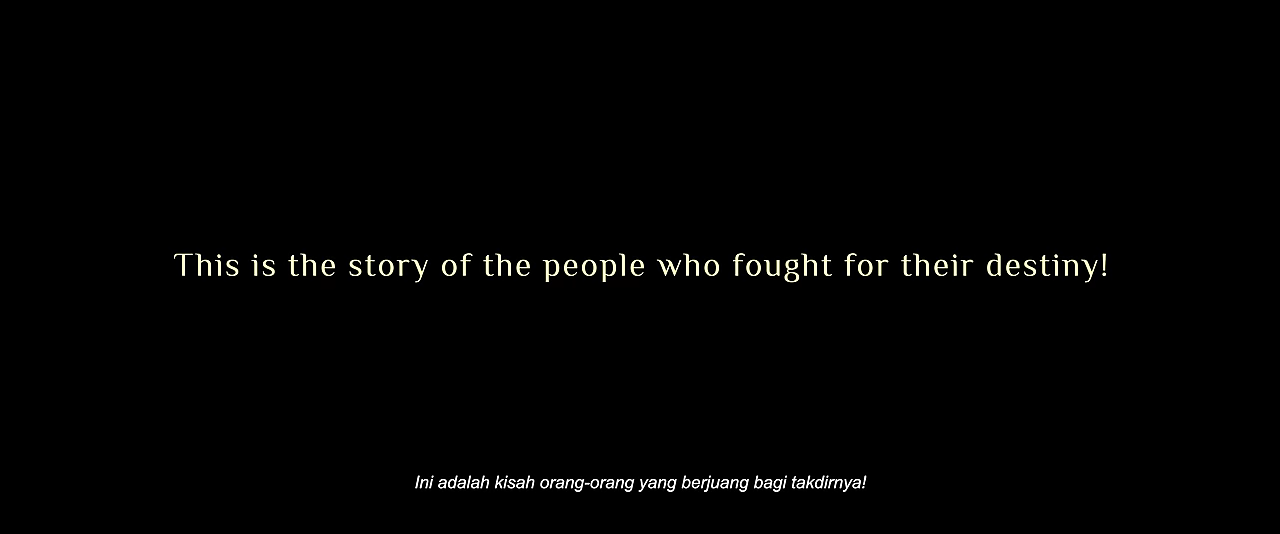 This is the story of the people who fought for their destiny!
Ini adalah kisah orang-orang yang berjuang bagi takdirnya!